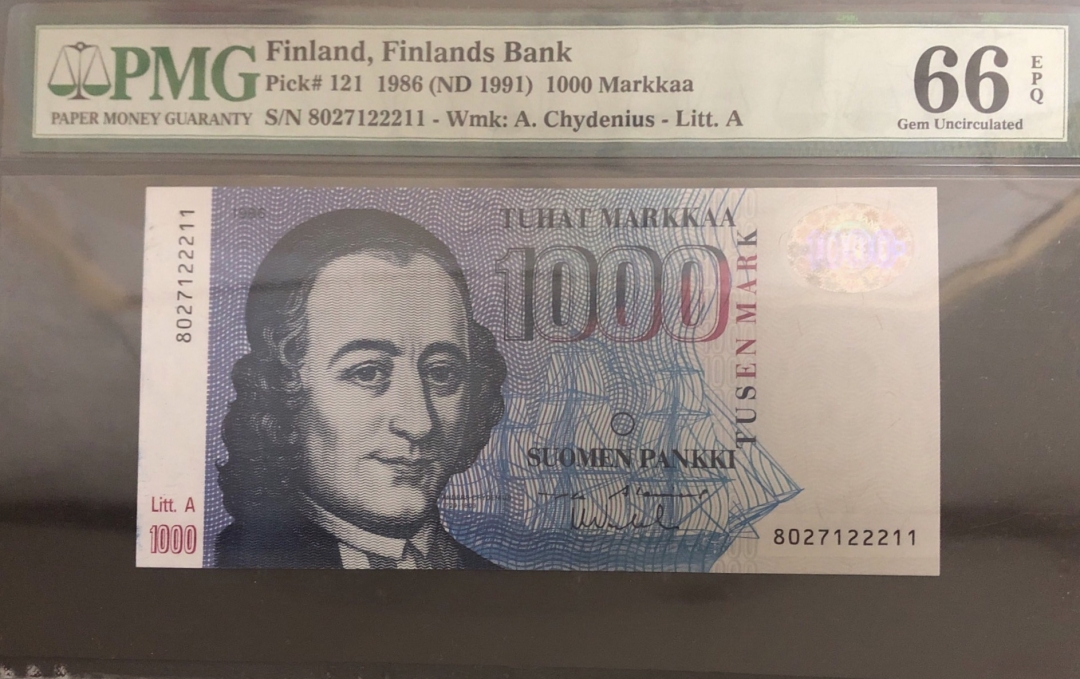 PMG
PAPER MONEY GUARANTY
Finland, Finlands Bank
Pick# 121 1986 (ND 1991) 1000 Markkaa
S/N 8027122211 - Wmk: A. Chydenius - Litt. A
66
EPQ
Gem Uncirculated
8027122211
1986
TUHAT MARKKAA
1000
TUSEN MARK
SUOMEN PANKKI
Litt. A
1000
8027122211